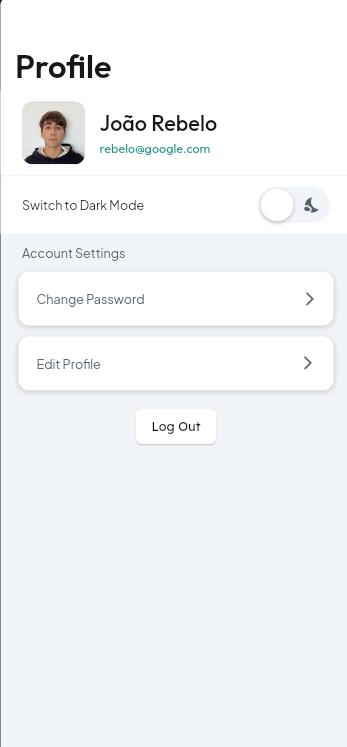 Profile
João Rebelo
rebelo@google.com
Switch to Dark Mode
Account Settings
Change Password
Edit Profile
Log Out